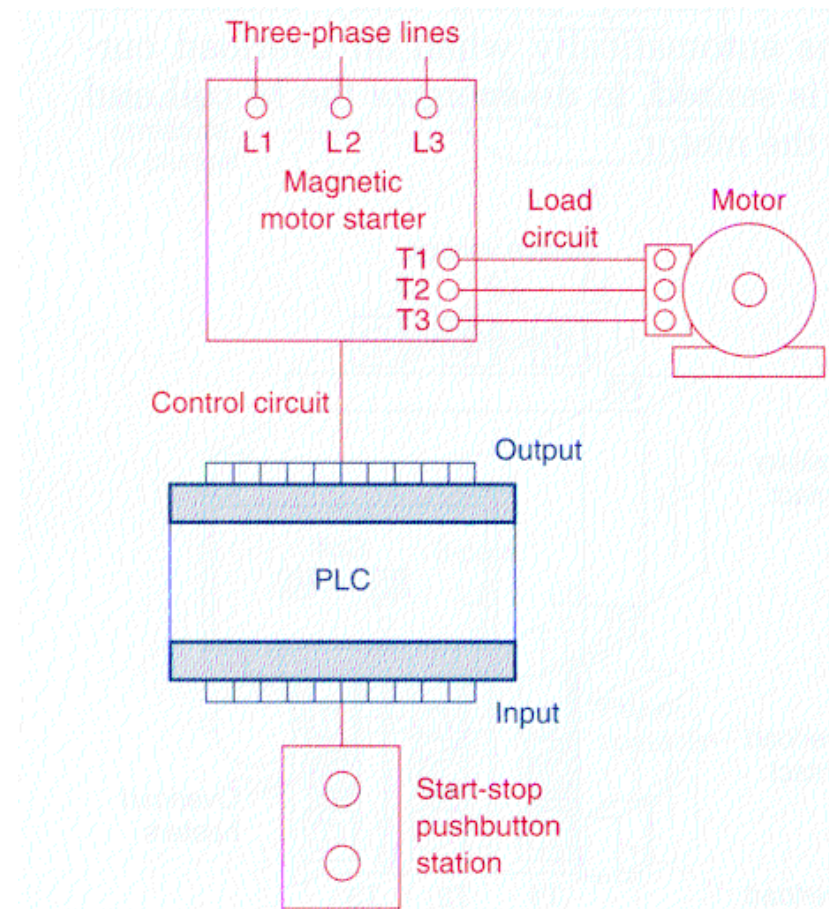 Three-phase lines
L1 L2 L3
Magnetic
motor starter
Load
circuit
Motor
T1
T2
T3
Control circuit
Output
PLC
Input
Start-stop
pushbutton
station